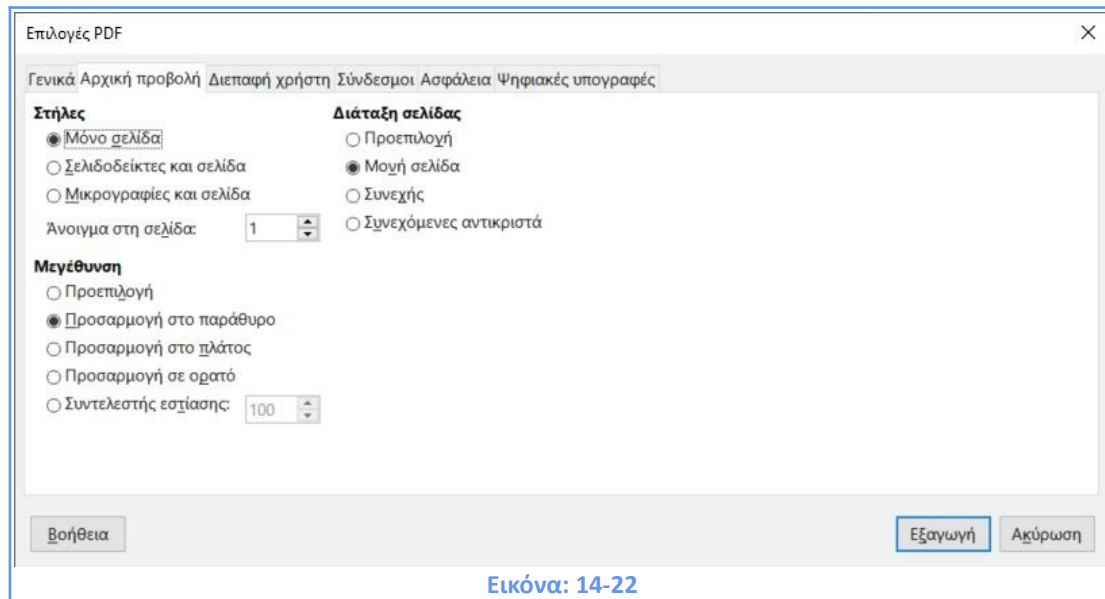 Επιλογές PDF
Γενικά Αρχική προβολή Διεπαφή χρήστη Σύνδεσμοι Ασφάλεια Ψηφιακές υπογραφές
Στήλες
Μόνο σελίδα
Σελιδοδείκτες και σελίδα
Μικρογραφίες και σελίδα
Άνοιγμα στη σελίδα: 1
Διάταξη σελίδας
Προεπιλογή
Μονή σελίδα
Συνεχής
Συνεχόμενες αντικριστά
Μεγέθυνση
Προεπιλογή
Προσαρμογή στο παράθυρο
Προσαρμογή στο πλάτος
Προσαρμογή σε ορατό
Συντελεστής εστίασης: 100
Βοήθεια
Εξαγωγή
Ακύρωση
Εικόνα: 14-22